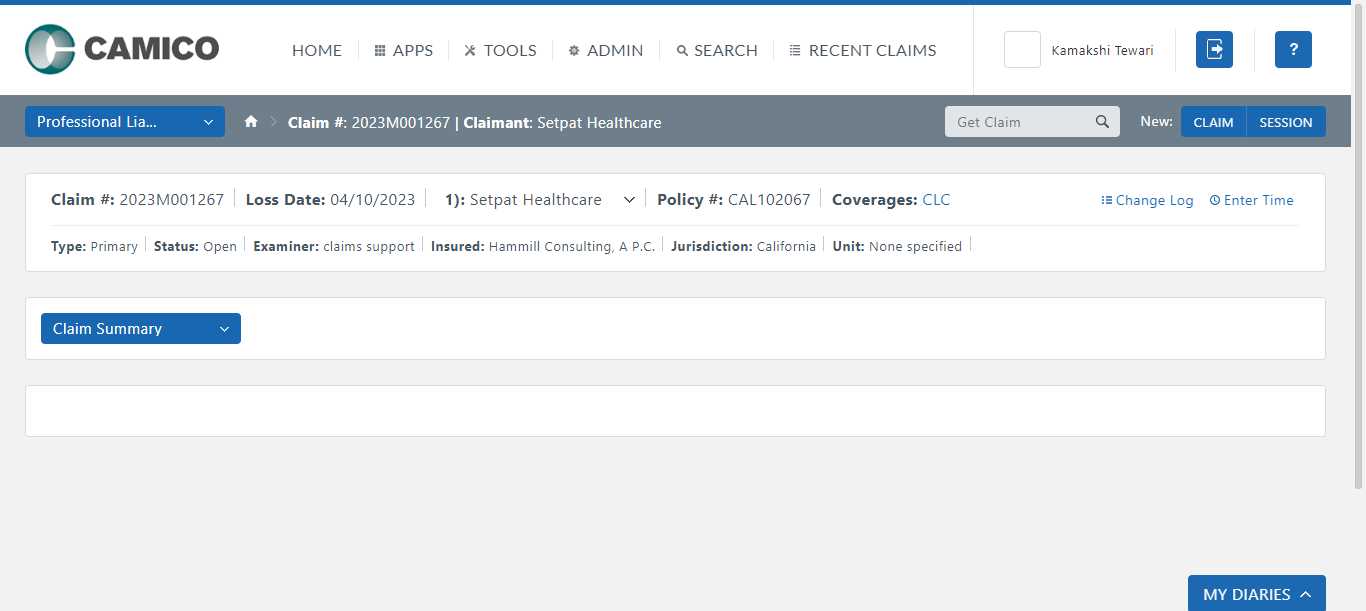 CAMICO
HOME APPS TOOLS ADMIN SEARCH RECENT CLAIMS Kamakshi Tewari ?
Professional Lia... Claim #: 2023M001267 | Claimant: Setpat Healthcare Get Claim New: CLAIM SESSION
Claim #: 2023M001267 Loss Date: 04/10/2023 1): Setpat Healthcare Policy #: CAL102067 Coverages: CLC Change Log Enter Time
Type: Primary Status: Open Examiner: claims support Insured: Hammill Consulting, A P.C. Jurisdiction: California Unit: None specified
Claim Summary
MY DIARIES